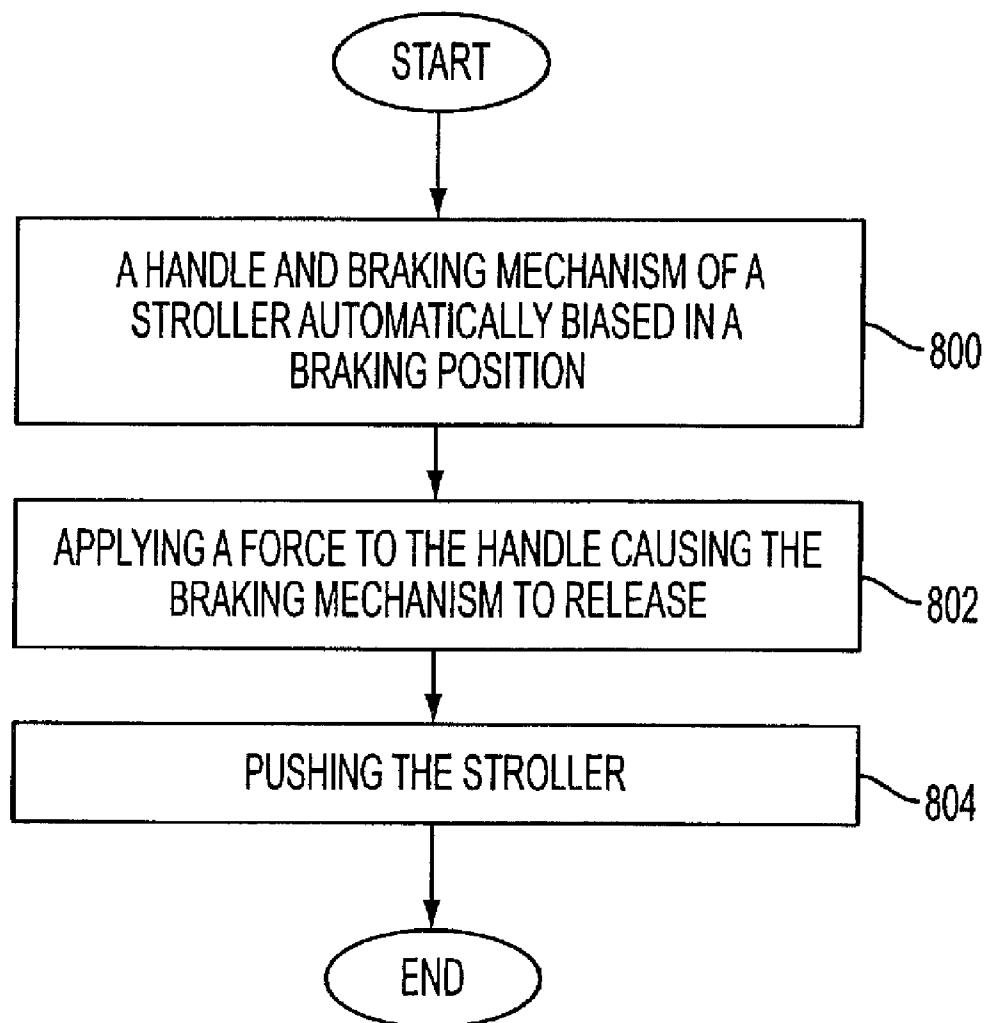 START
A HANDLE AND BRAKING MECHANISM OF A
STROLLER AUTOMATICALLY BIASED IN A
BRAKING POSITION
800
APPLYING A FORCE TO THE HANDLE CAUSING THE
BRAKING MECHANISM TO RELEASE
802
PUSHING THE STROLLER
804
END